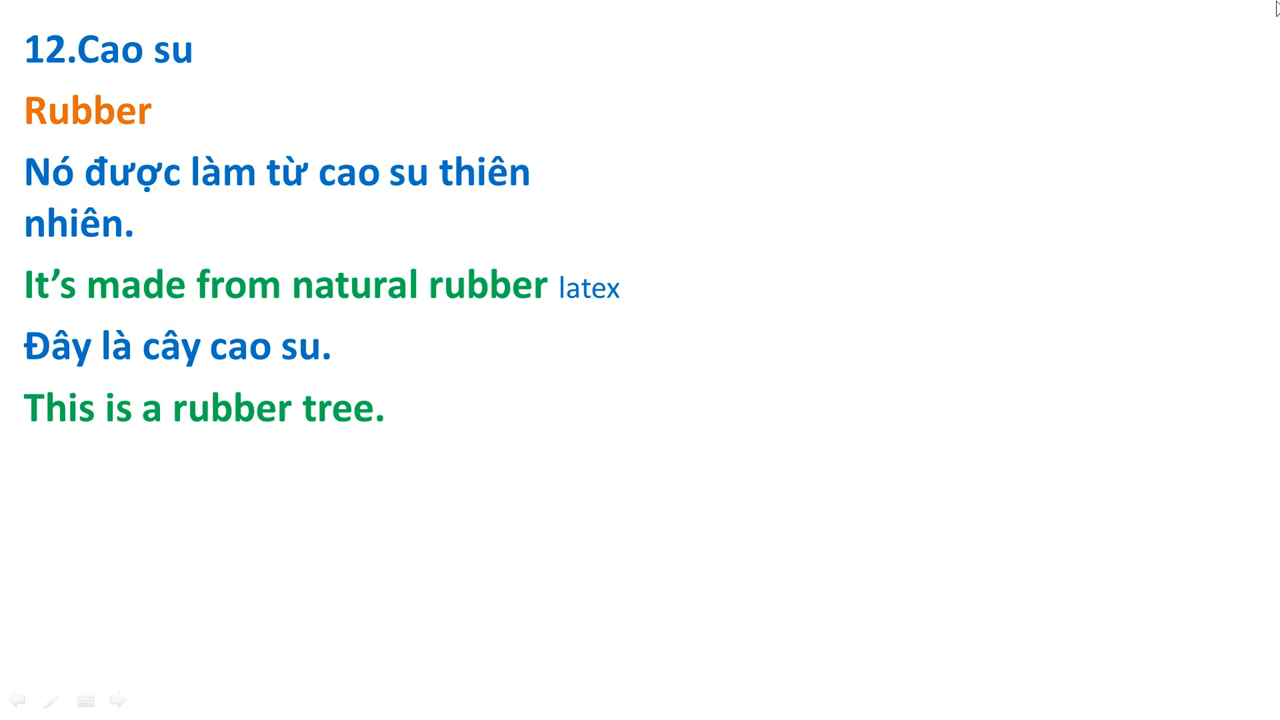 12.Cao su
Rubber
Nó được làm từ cao su thiên
nhiên.
It’s made from natural rubber latex
Đây là cây cao su.
This is a rubber tree.